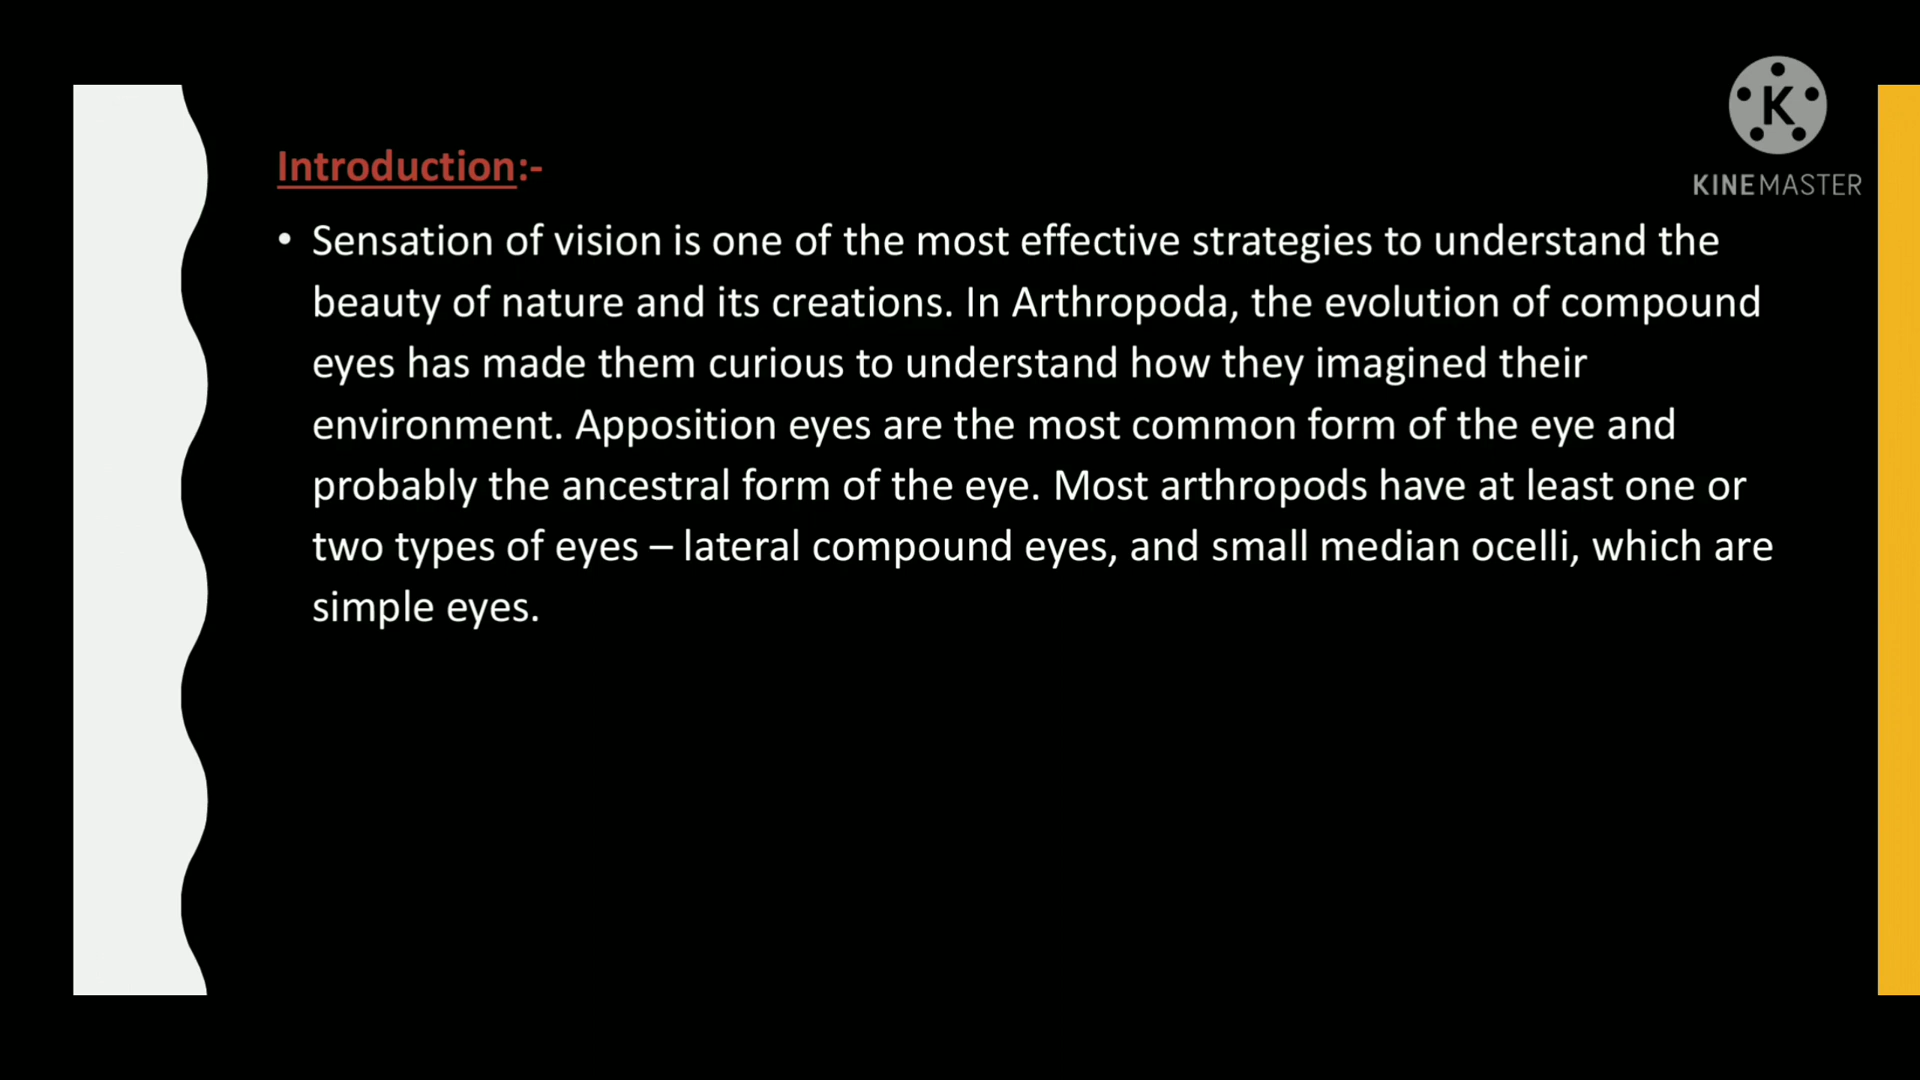 K
KINEMASTER
Introduction:-
• Sensation of vision is one of the most effective strategies to understand the
beauty of nature and its creations. In Arthropoda, the evolution of compound
eyes has made them curious to understand how they imagined their
environment. Apposition eyes are the most common form of the eye and
probably the ancestral form of the eye. Most arthropods have at least one or
two types of eyes – lateral compound eyes, and small median ocelli, which are
simple eyes.